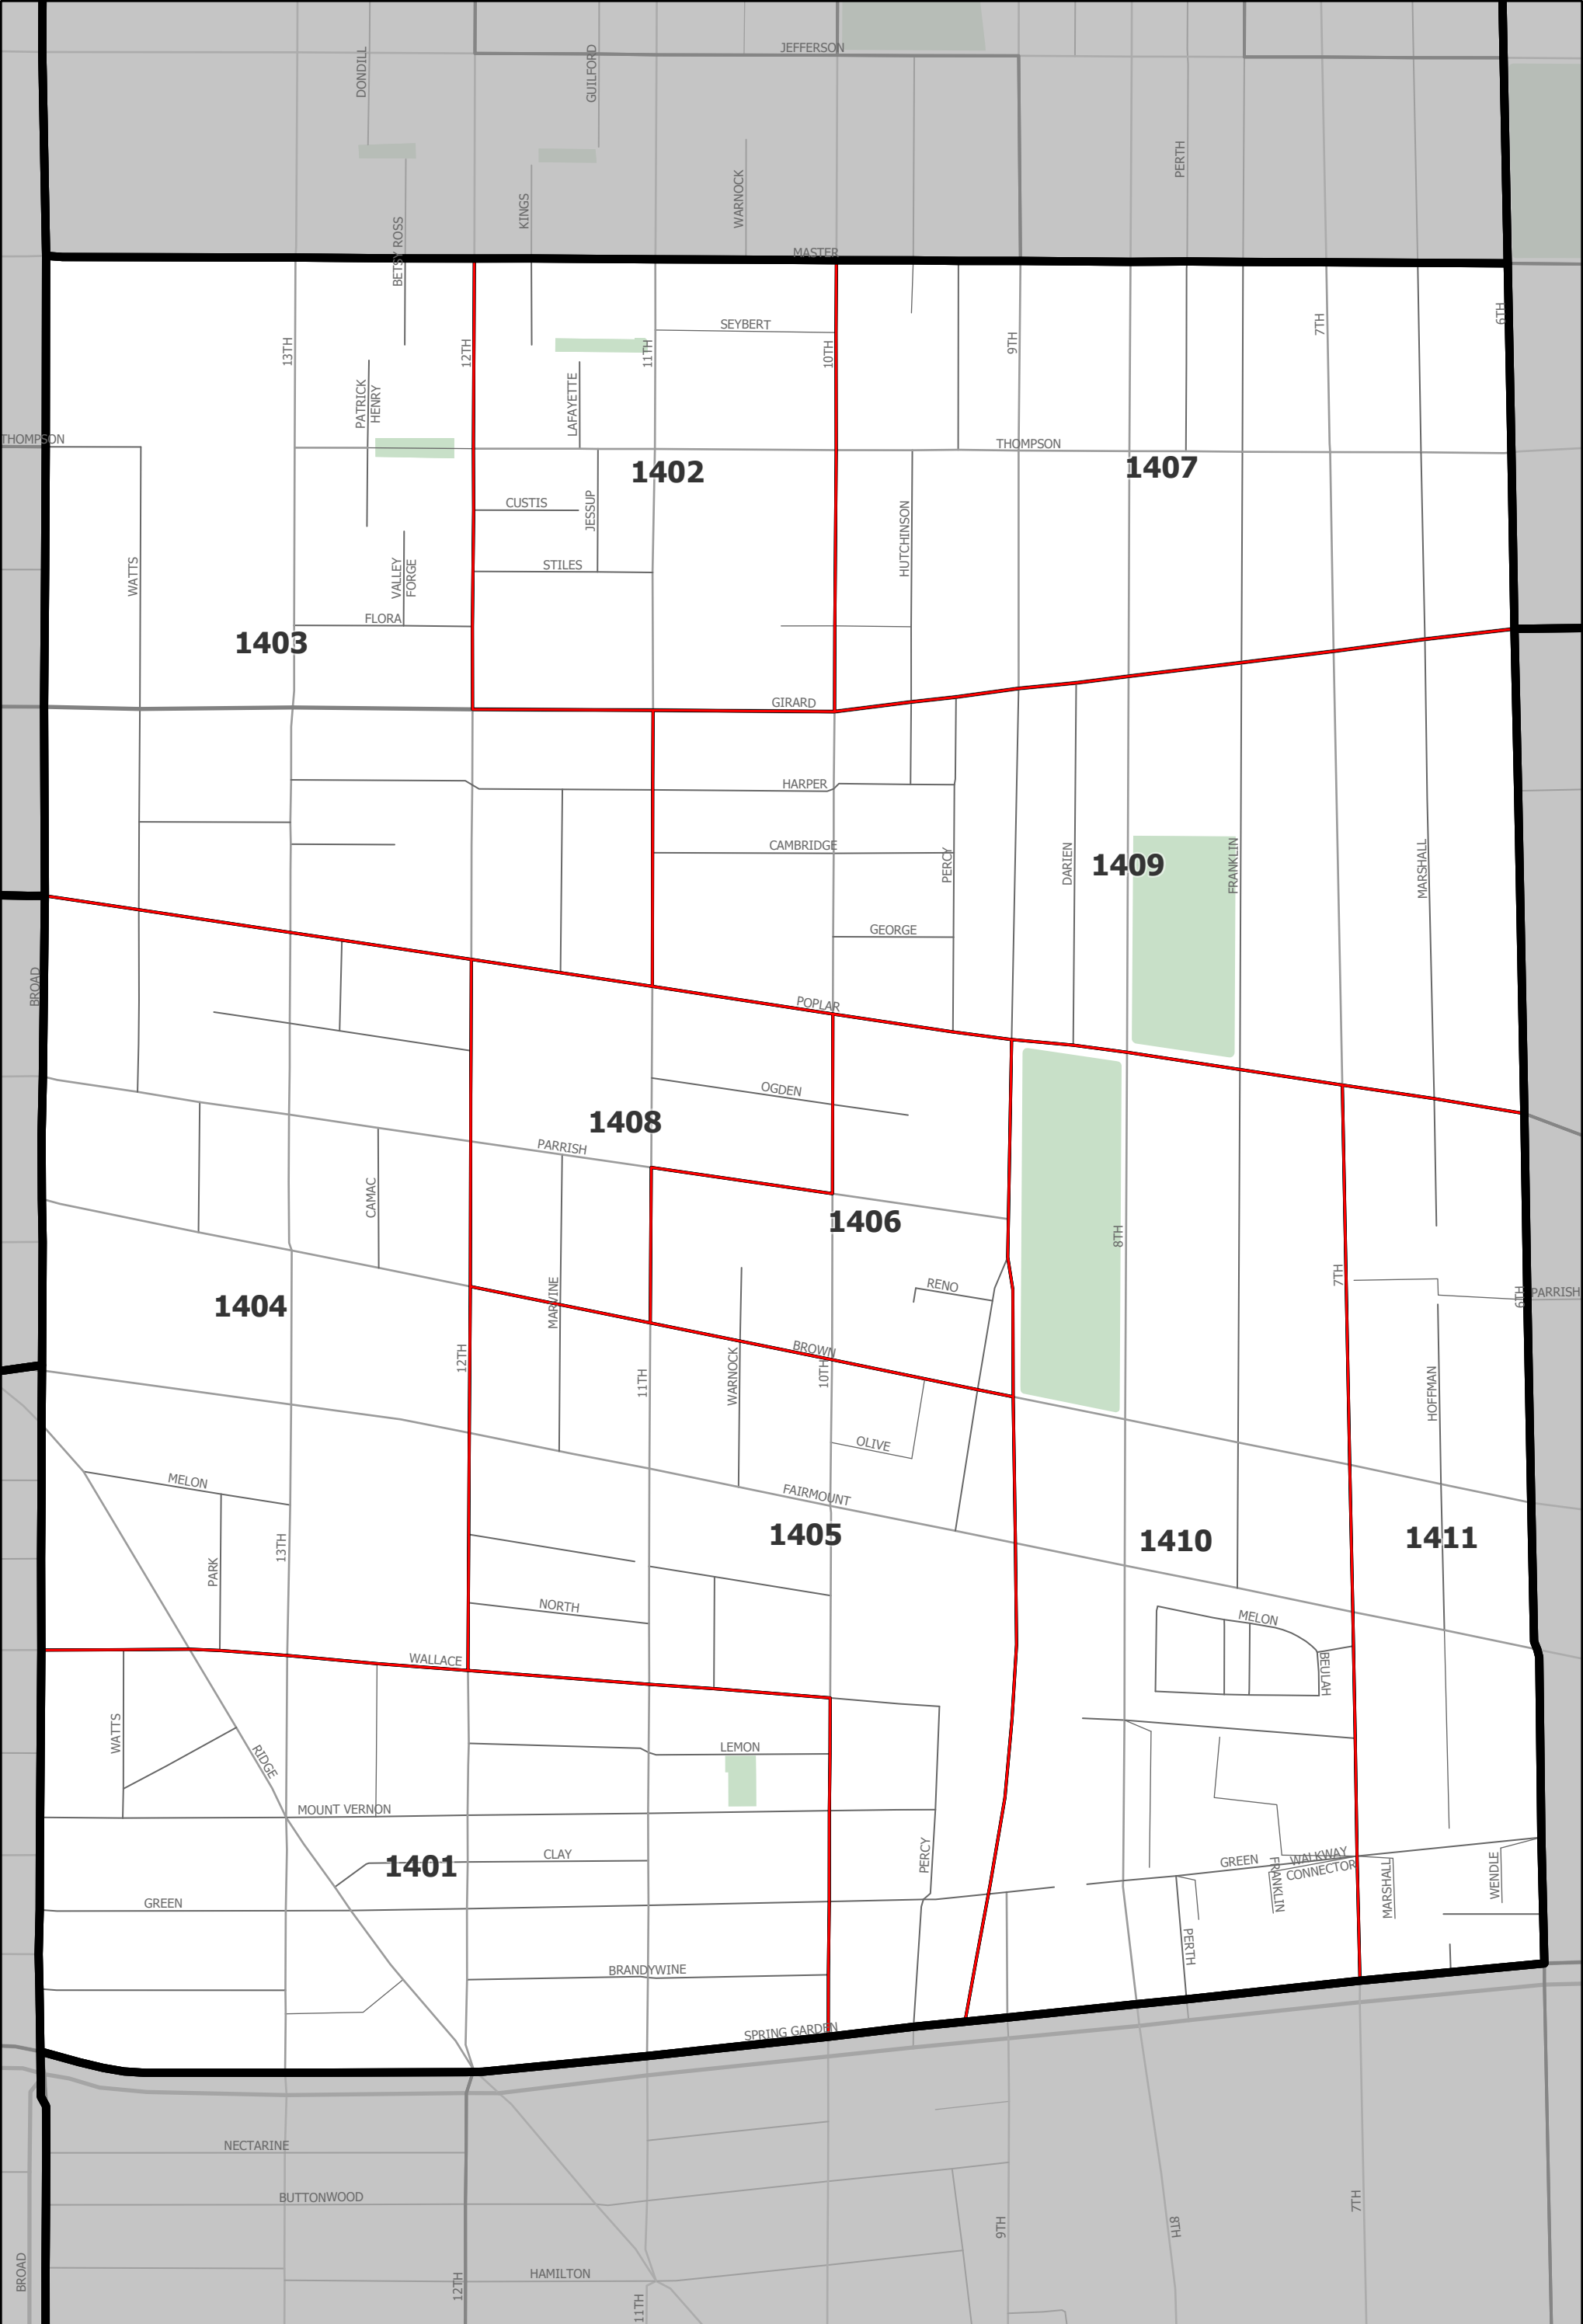 JEFFERSON
DONDILL
GUILFORD
PERTH
WARNOCK
KINGS
BETSY ROSS
MASTER
6TH
SEYBERT
7TH
13TH
12TH
11TH
10TH
9TH
PATRICK
HENRY
LAFAYETTE
THOMPSON
THOMPSON
1402
1407
CUSTIS
JESSUP
HUTCHINSON
WATTS
VALLEY
FORGE
STILES
FLORA
1403
GIRARD
HARPER
CAMBRIDGE
PERCY
DARIEN
1409
FRANKLIN
MARSHALL
GEORGE
BROAD
POPLAR
OGDEN
1408
PARRISH
CAMAC
1406
8TH
RENO
7TH
6TH
PARRISH
1404
MARVINE
BROWN
12TH
11TH
WARNOCK
10TH
HOFFMAN
OLIVE
MELON
FAIRMOUNT
13TH
1405
1410
1411
PARK
NORTH
MELON
WALLACE
BEULAH
WATTS
RIDGE
LEMON
MOUNT VERNON
CLAY
1401
PERCY
GREEN
WALKWAY
CONNECTOR
FRANKLIN
MARSHALL
WENDLE
GREEN
PERTH
BRANDYWINE
SPRING GARDEN
NECTARINE
BUTTONWOOD
7TH
9TH
8TH
BROAD
HAMILTON
12TH
11TH